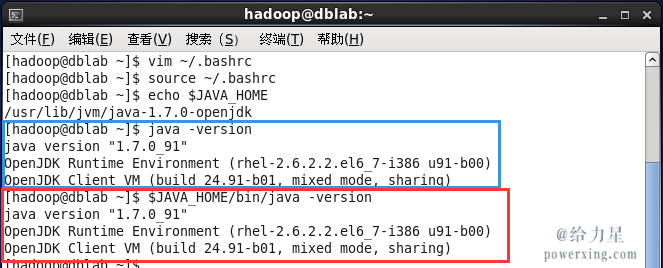 hadoop@dblab:~
文件(F) 编辑(E) 查看(V) 搜索 (S) 终端(T) 帮助(H)
[hadoop@dblab ~]$ vim ~/.bashrc
[hadoop@dblab ~]$ source ~/.bashrc
[hadoop@dblab ~]$ echo $JAVA_HOME
/usr/lib/jvm/java-1.7.0-openjdk
[hadoop@dblab ~]$ java -version
java version "1.7.0_91"
OpenJDK Runtime Environment (rhel-2.6.2.2.el6_7-i386 u91-b00)
OpenJDK Client VM (build 24.91-b01, mixed mode, sharing)
[hadoop@dblab ~]$ $JAVA_HOME/bin/java -version
java version "1.7.0_91"
OpenJDK Runtime Environment (rhel-2.6.2.2.el6_7-i386 u91-b00)
OpenJDK Client VM (build 24.91-b01, mixed mode, sharing)
[hadoop@dblab ~]$
@给力星
powerxing.com